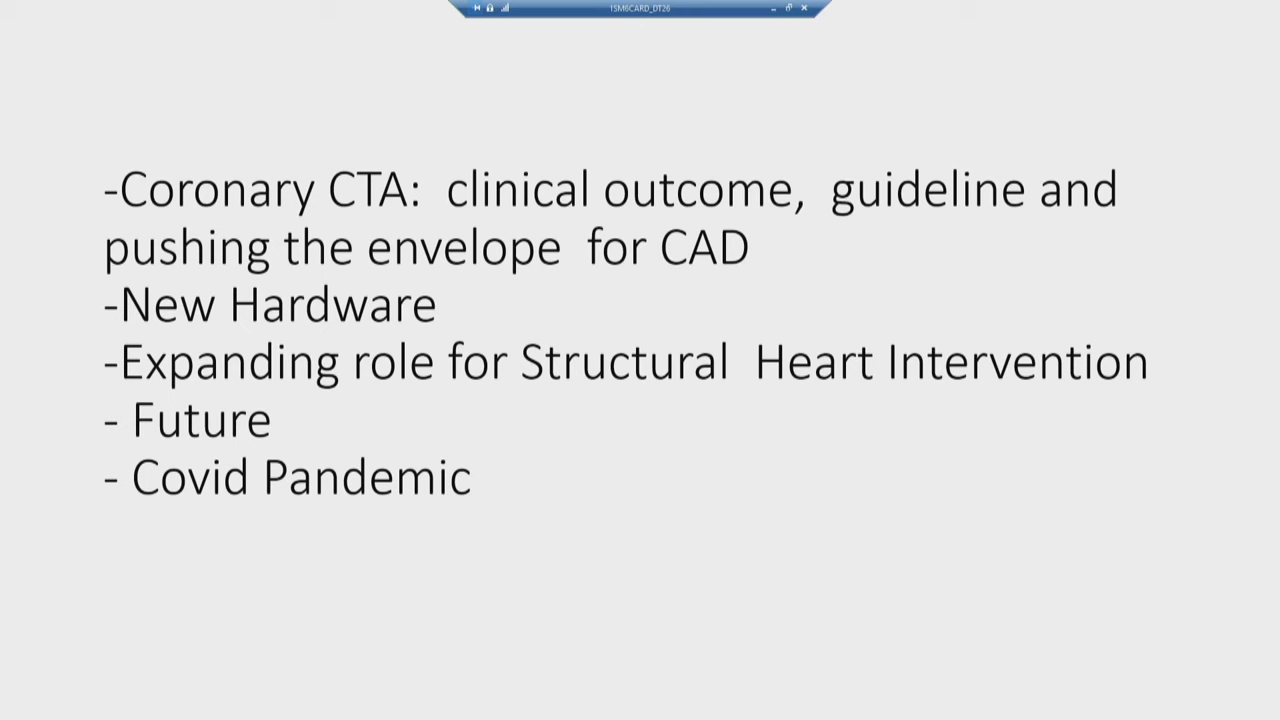 1SM6CARD_DT26
-Coronary CTA:  clinical outcome,  guideline and
pushing the envelope  for CAD
-New Hardware
-Expanding role for Structural  Heart Intervention
- Future
- Covid Pandemic